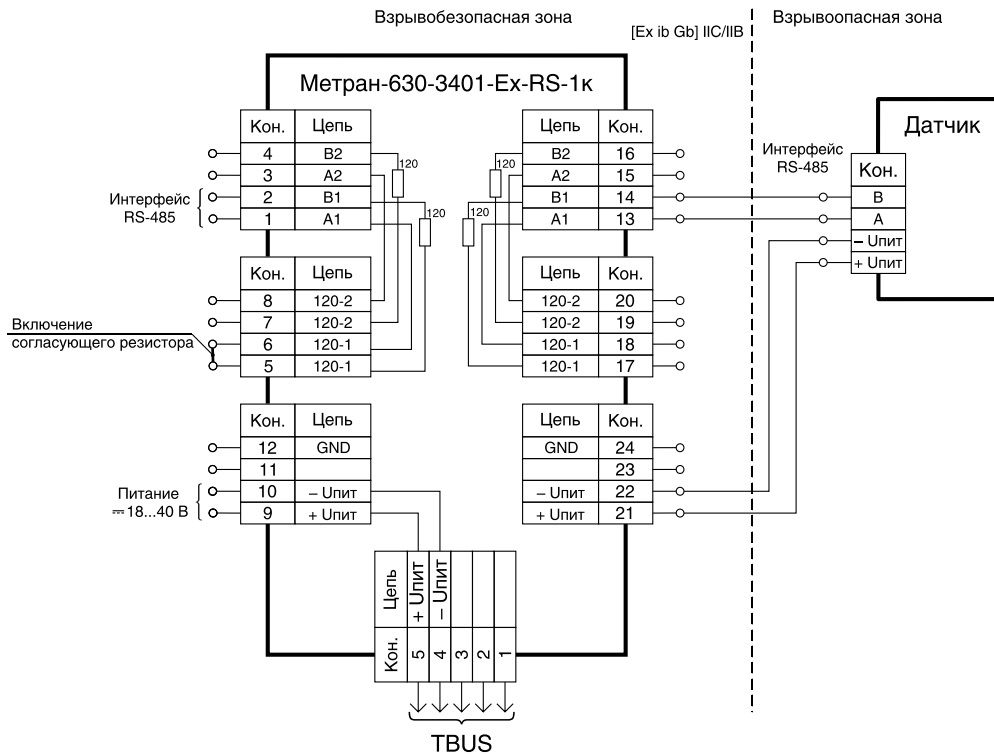 Взрывобезопасная зона
Взрывоопасная зона
[Ex ib Gb] IIC/IIB
Метран-630-3401-Ex-RS-1к
Датчик
Кон. Цепь
4 B2
3 A2
2 B1
1 A1
120
120
Интерфейс
RS-485
Цепь Кон.
B2 16
A2 15
B1 14
A1 13
120
120
Интерфейс
RS-485
Кон.
B
A
– Uпит
+ Uпит
Кон. Цепь
8 120-2
7 120-2
6 120-1
5 120-1
Включение
согласующего резистора
Цепь Кон.
120-2 20
120-2 19
120-1 18
120-1 17
Кон. Цепь
12 GND
11
10 – Uпит
9 + Uпит
Питание
⎓18...40 В
Цепь Кон.
GND 24
23
– Uпит 22
+ Uпит 21
Цепь + Uпит – Uпит
Кон. 5 4 3 2 1
TBUS